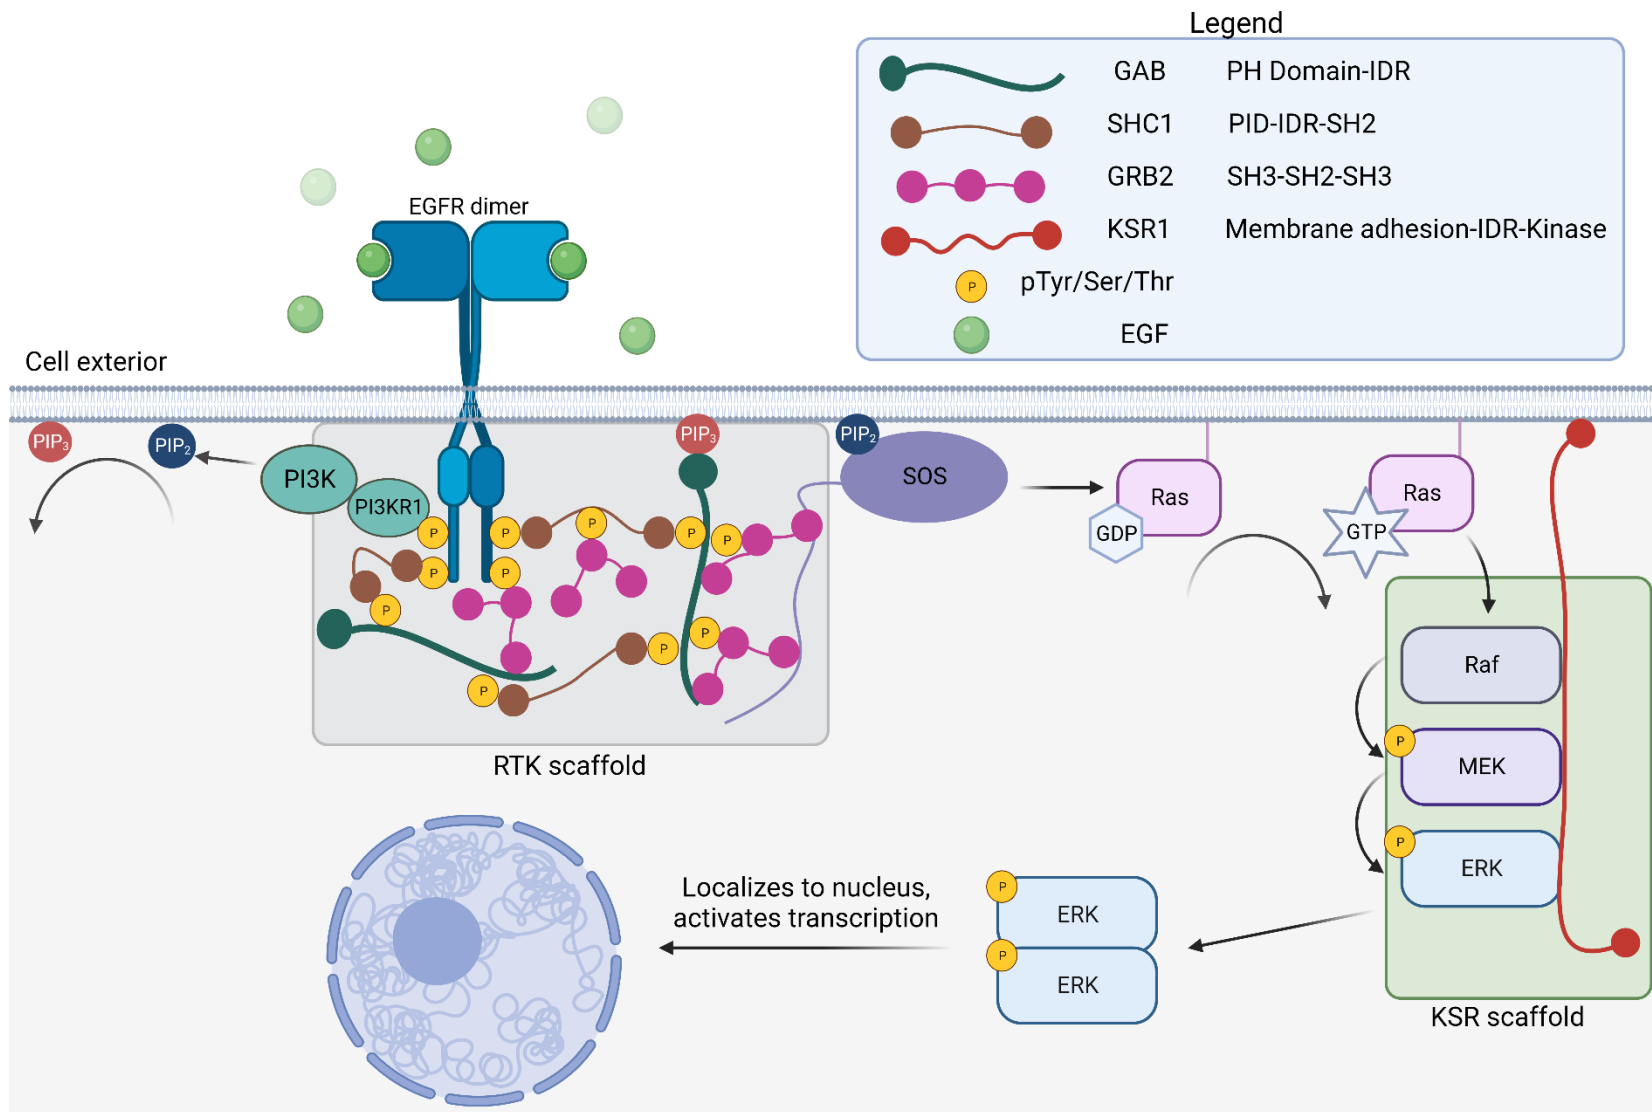 Legend
GAB PH Domain-IDR
SHC1 PID-IDR-SH2
GRB2 SH3-SH2-SH3
KSR1 Membrane adhesion-IDR-Kinase
P pTyr/Ser/Thr
EGF
EGFR dimer
Cell exterior
PIP3
PIP2
PI3K
PI3KR1
P
P
P
P
P
P
P
P
P
P
P
PIP3
PIP2
SOS
Ras
GDP
Ras
GTP
RTK scaffold
Raf
P
MEK
P
ERK
KSR scaffold
P
ERK
P
ERK
Localizes to nucleus,
activates transcription